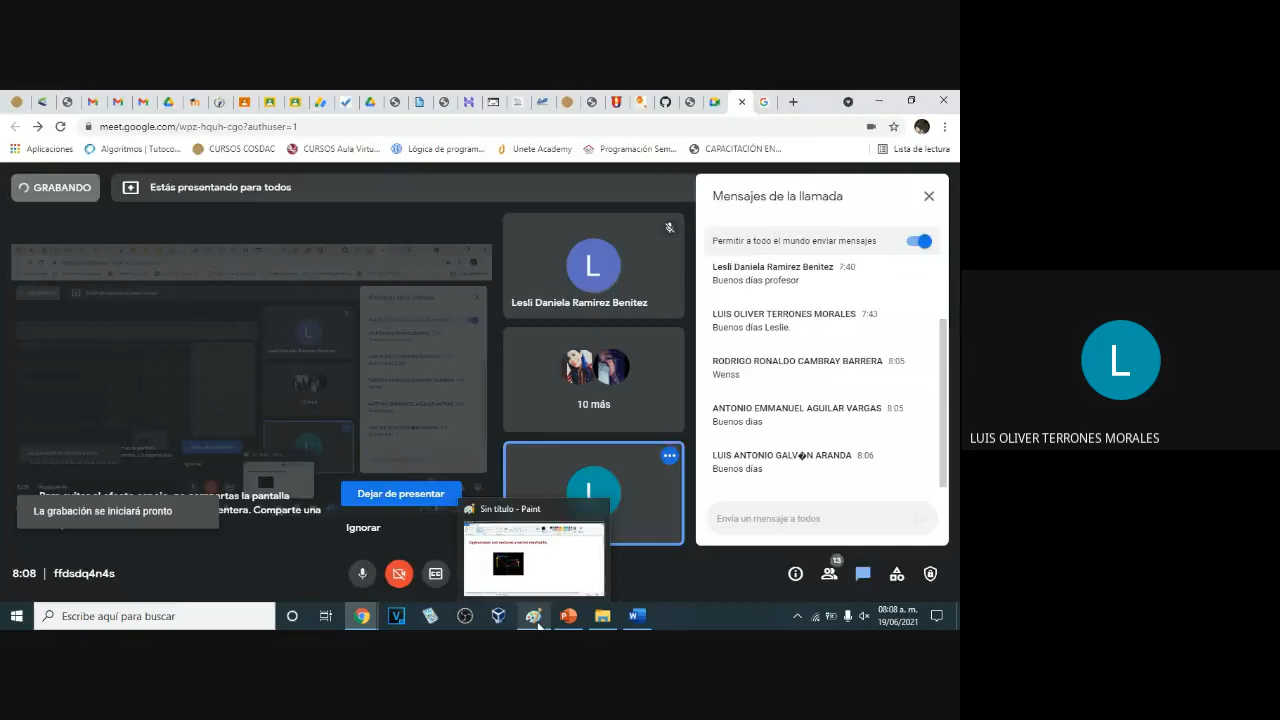 meet.google.com/wpz-hquh-cgo?authuser=1
Aplicaciones
Algoritmos | Tutoco...
CURSOS COSDAC
CURSOS Aula Virtu...
Lógica de program...
Únete Academy
Programación Sem...
CAPACITACIÓN EN...
Lista de lectura
GRABANDO
Estás presentando para todos
L
Lesli Daniela Ramirez Benitez
10 más
Mensajes de la llamada
Permitir a todo el mundo enviar mensajes
Lesli Daniela Ramirez Benitez 7:40
Buenos días profesor
LUIS OLIVER TERRONES MORALES 7:43
Buenos días Leslie.
RODRIGO RONALDO CAMBRAY BARRERA 8:05
Wenss
ANTONIO EMMANUEL AGUILAR VARGAS 8:05
Buenos dias
LUIS ANTONIO GALV�N ARANDA 8:06
Buenos días
Envía un mensaje a todos
La grabación se iniciará pronto
Dejar de presentar
Ignorar
Sin título - Paint
Operaciones con vectores y vector resultante.
8:08 | ffdsdq4n4s
13
Escribe aquí para buscar
08:08 a. m.
19/06/2021
L
LUIS OLIVER TERRONES MORALES